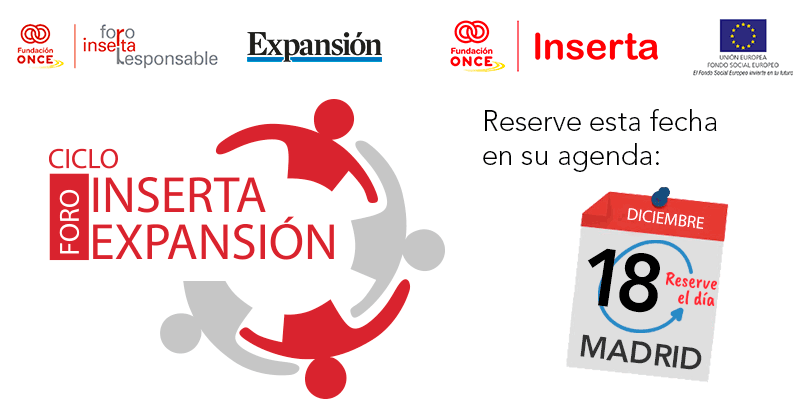 Fundación
ONCE
foro
inserta
responsable
Expansión
Fundación
ONCE
Inserta
UNIÓN EUROPEA
FONDO SOCIAL EUROPEO
El Fondo Social Europeo invierte en tu futuro
Reserve esta fecha
en su agenda:
CICLO
FORO
INSERTA
EXPANSIÓN
DICIEMBRE
18
Reserve
el día
MADRID